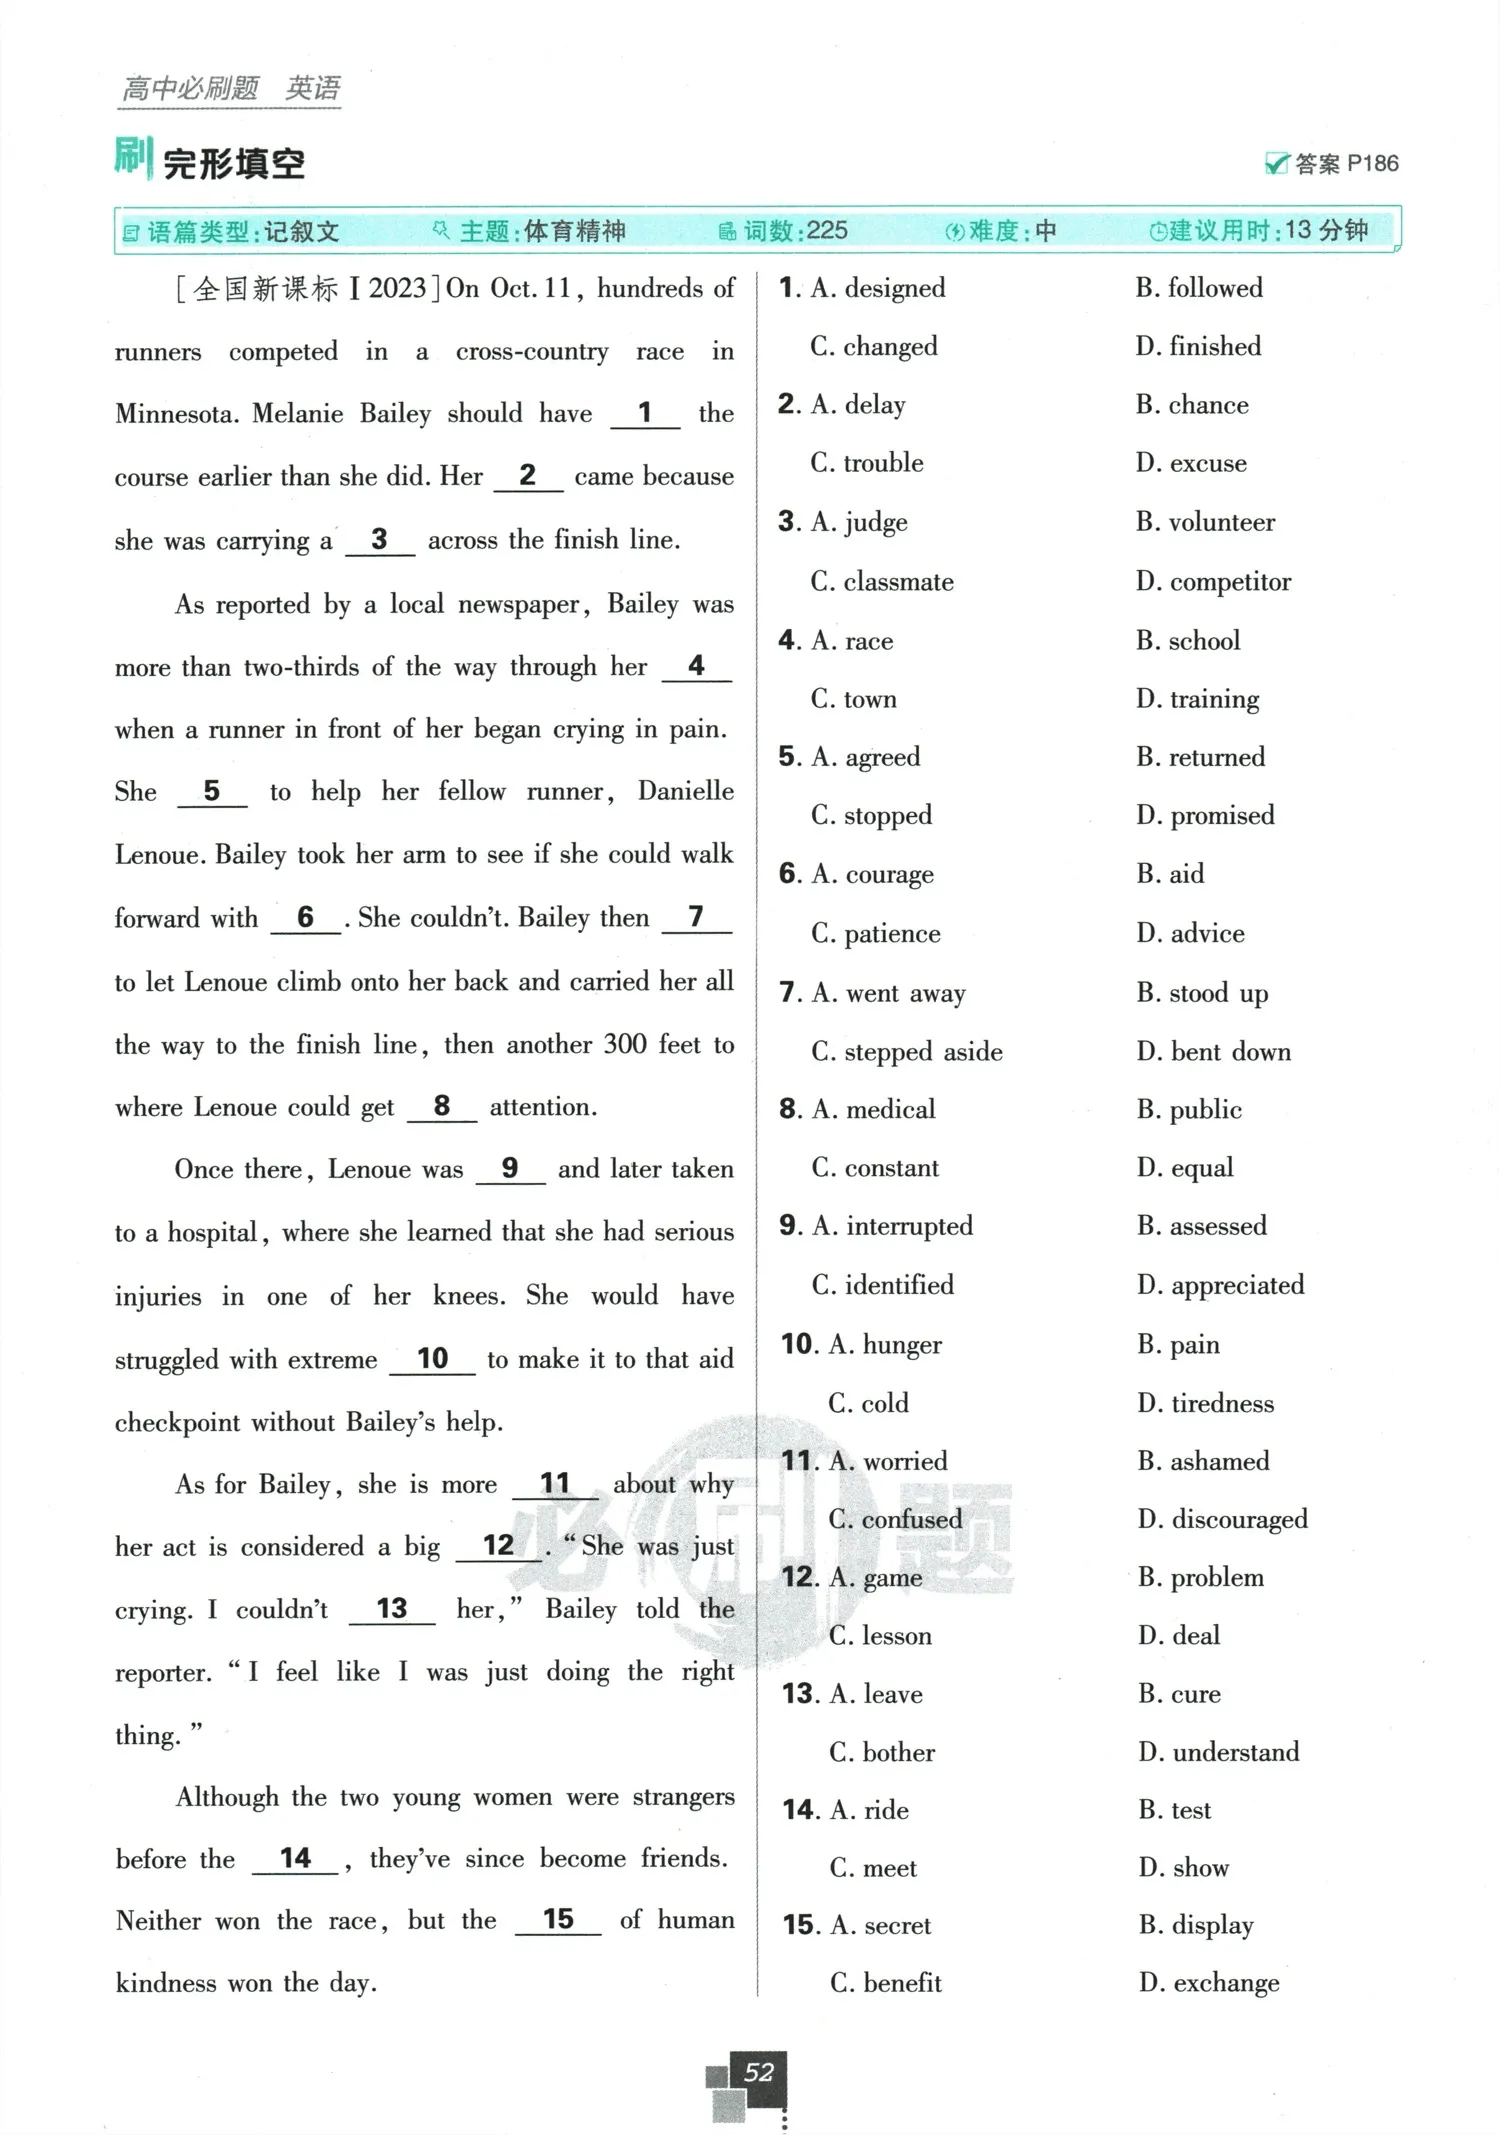 高中必刷题 英语
刷 完形填空
答案 P186
语篇类型:记叙文 主题:体育精神 词数:225 难度:中 建议用时:13 分钟
[全国新课标 I 2023]On Oct. 11, hundreds of
runners competed in a cross-country race in
Minnesota. Melanie Bailey should have 1 the
course earlier than she did. Her 2 came because
she was carrying a 3 across the finish line.
As reported by a local newspaper, Bailey was
more than two-thirds of the way through her 4
when a runner in front of her began crying in pain.
She 5 to help her fellow runner, Danielle
Lenoue. Bailey took her arm to see if she could walk
forward with 6 . She couldn't. Bailey then 7
to let Lenoue climb onto her back and carried her all
the way to the finish line, then another 300 feet to
where Lenoue could get 8 attention.
Once there, Lenoue was 9 and later taken
to a hospital, where she learned that she had serious
injuries in one of her knees. She would have
struggled with extreme 10 to make it to that aid
checkpoint without Bailey's help.
As for Bailey, she is more 11 about why
her act is considered a big 12 . “She was just
crying. I couldn't 13 her,” Bailey told the
reporter. “I feel like I was just doing the right
thing.”
Although the two young women were strangers
before the 14 , they've since become friends.
Neither won the race, but the 15 of human
kindness won the day.
1. A. designed B. followed
C. changed D. finished
2. A. delay B. chance
C. trouble D. excuse
3. A. judge B. volunteer
C. classmate D. competitor
4. A. race B. school
C. town D. training
5. A. agreed B. returned
C. stopped D. promised
6. A. courage B. aid
C. patience D. advice
7. A. went away B. stood up
C. stepped aside D. bent down
8. A. medical B. public
C. constant D. equal
9. A. interrupted B. assessed
C. identified D. appreciated
10. A. hunger B. pain
C. cold D. tiredness
11. A. worried B. ashamed
C. confused D. discouraged
12. A. game B. problem
C. lesson D. deal
13. A. leave B. cure
C. bother D. understand
14. A. ride B. test
C. meet D. show
15. A. secret B. display
C. benefit D. exchange
必刷题
52